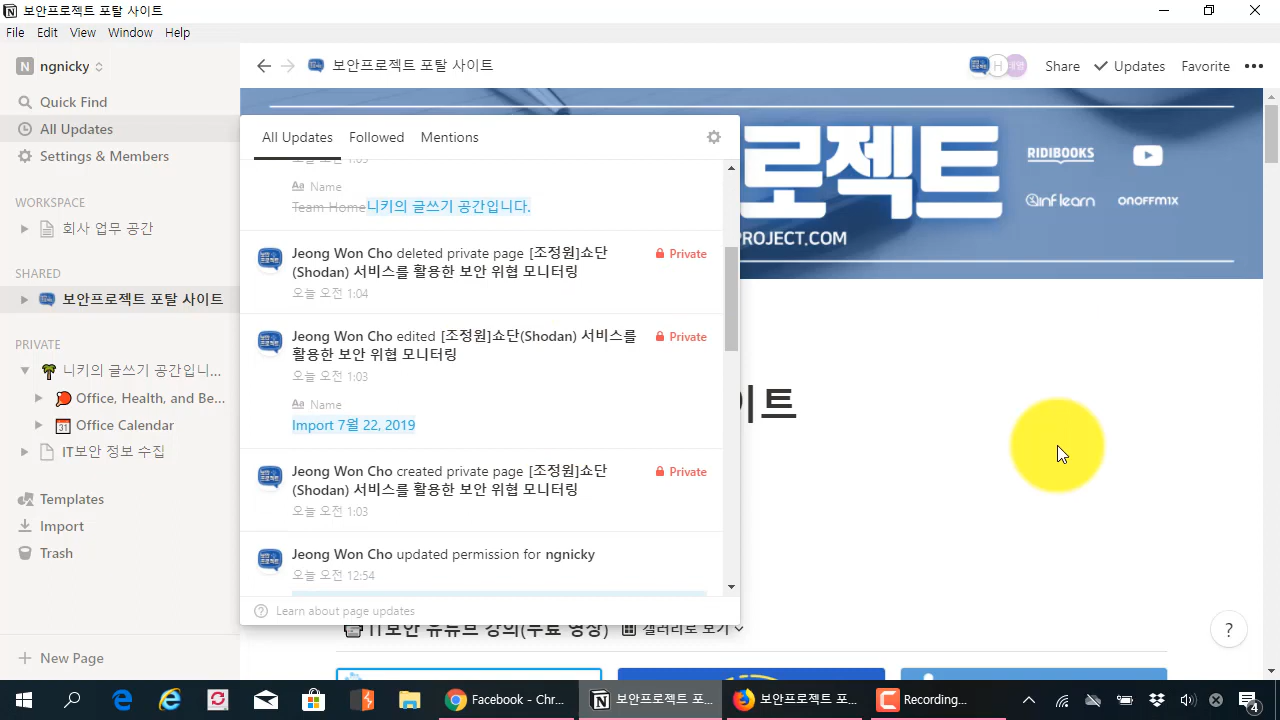 보안프로젝트 포탈 사이트
File Edit View Window Help
N ngnicky
Quick Find
All Updates
Settings & Members
WORKSPACE
회사 업무 공간
SHARED
보안프로젝트 포탈 사이트
PRIVATE
니키의 글쓰기 공간입니...
Office, Health, and Be...
Office Calendar
IT보안 정보 수집
Templates
Import
Trash
New Page
보안프로젝트 포탈 사이트
H 태영 Share Updates Favorite
로젝트
RIDIBOOKS
inflearn ONOFFMIX
PROJECT.COM
이트
All Updates Followed Mentions
Aa Name
Team Home니키의 글쓰기 공간입니다.
Jeong Won Cho deleted private page [조정원]쇼단 Private
(Shodan) 서비스를 활용한 보안 위협 모니터링
오늘 오전 1:04
Jeong Won Cho edited [조정원]쇼단(Shodan) 서비스를 Private
활용한 보안 위협 모니터링
오늘 오전 1:03
Aa Name
Import 7월 22, 2019
Jeong Won Cho created private page [조정원]쇼단 Private
(Shodan) 서비스를 활용한 보안 위협 모니터링
오늘 오전 1:03
Jeong Won Cho updated permission for ngnicky
오늘 오전 12:54
Learn about page updates
IT보안 유튜브 강의(무료 영상) 갤러리로 보기
?
Facebook - Chr... 보안프로젝트 포... 보안프로젝트 포... Recording... 4